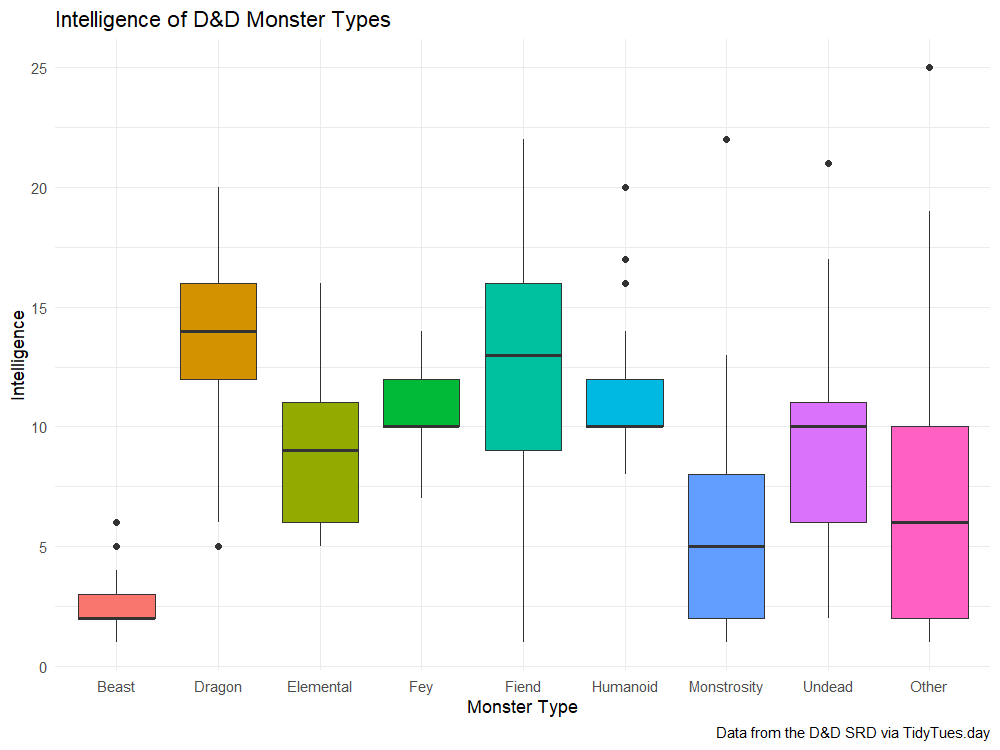 Intelligence of D&D Monster Types
Intelligence
25
20
15
10
5
0
Beast Dragon Elemental Fey Fiend Humanoid Monstrosity Undead Other
Monster Type
Data from the D&D SRD via TidyTues.day